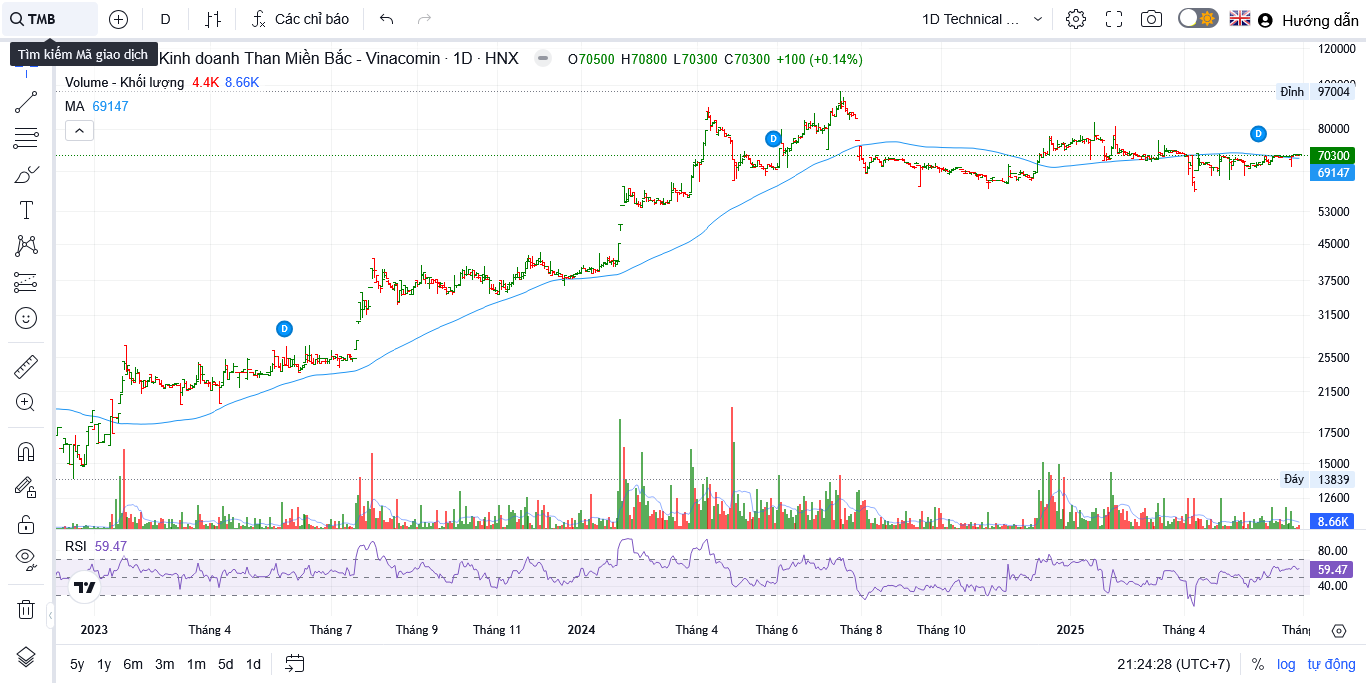 TMB
D
Các chỉ báo
1D Technical ...
Hướng dẫn
Tìm kiếm Mã giao dịch
Kinh doanh Than Miền Bắc - Vinacomin · 1D · HNX
O70500 H70800 L70300 C70300 +100 (+0.14%)
Volume - Khối lượng 4.4K 8.66K
MA 69147
120000
Đỉnh 97004
80000
70300
69147
53000
45000
37500
31500
25500
21500
17500
15000
Đáy 13839
12600
8.66K
D
D
D
RSI 59.47
80.00
59.47
40.00
2023 Tháng 4 Tháng 7 Tháng 9 Tháng 11 2024 Tháng 4 Tháng 6 Tháng 8 Tháng 10 2025 Tháng 4
5y 1y 6m 3m 1m 5d 1d
21:24:28 (UTC+7) % log tự động